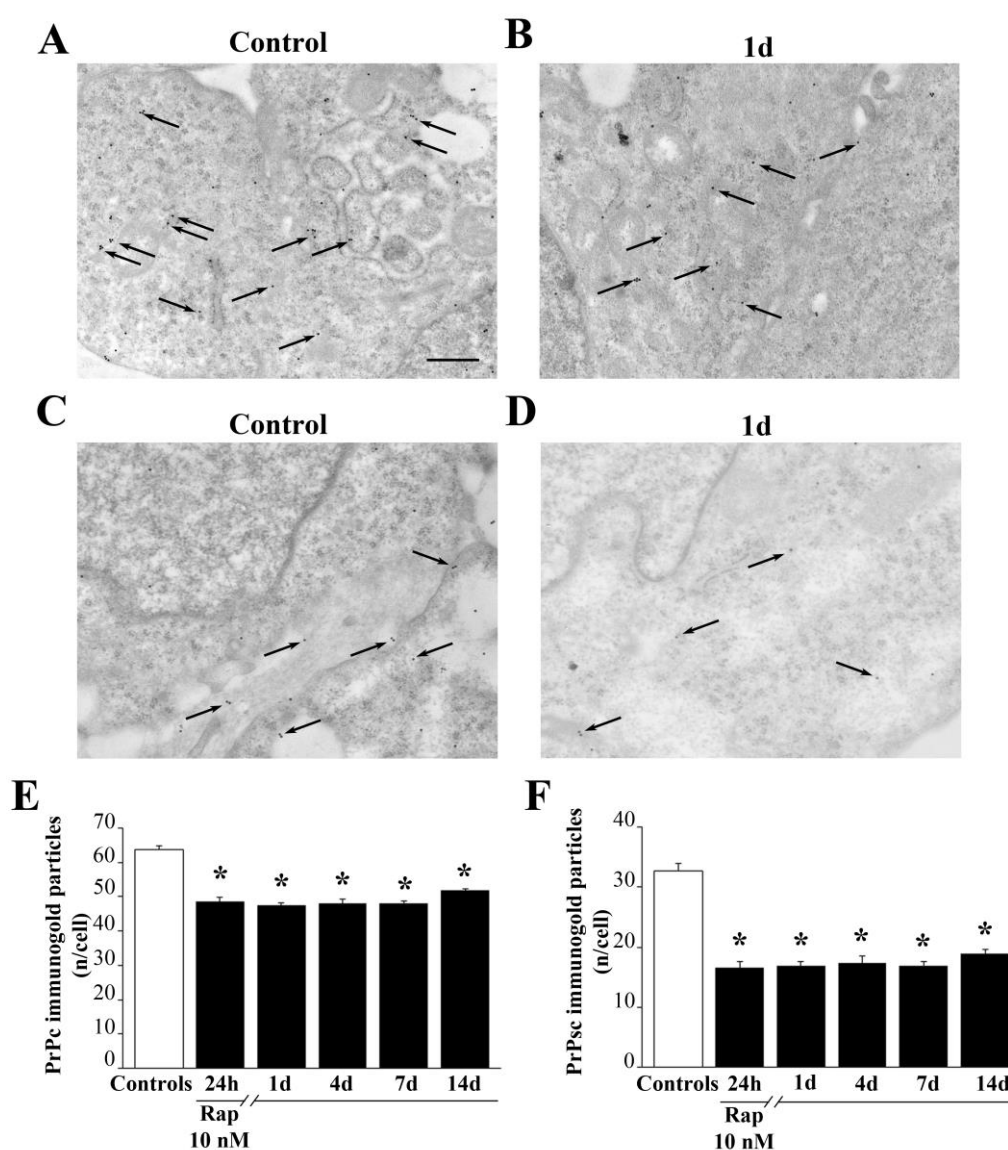 A Control
B 1d
C Control
D 1d
E
PrPc immunogold particles
(n/cell)
70
60
50
40
30
20
10
0
* * * * *
Controls 24h 1d 4d 7d 14d
Rap
10 nM
F
PrPsc immunogold particles
(n/cell)
40
30
20
10
0
* * * * *
Controls 24h 1d 4d 7d 14d
Rap
10 nM